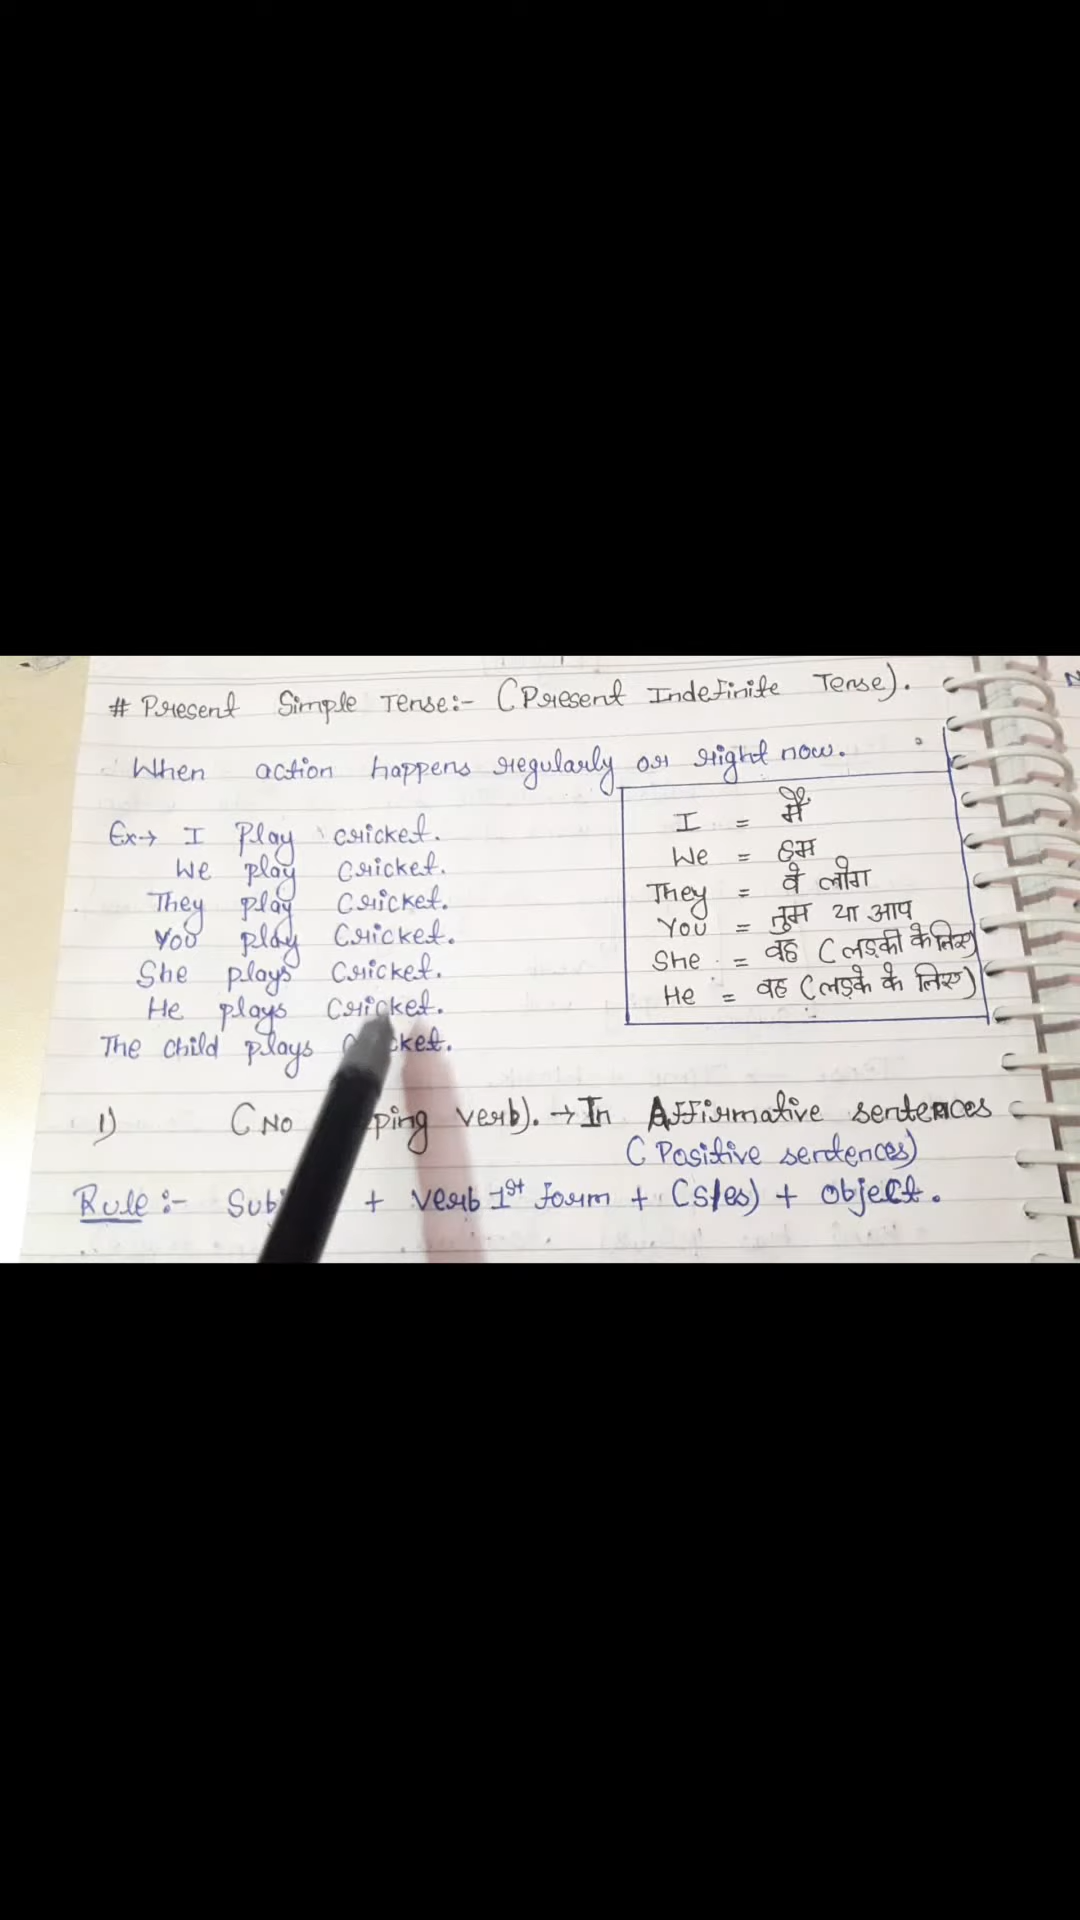 # Present Simple Tense:- (Present Indefinite Tense).
When action happens regularly or right now.
Ex→ I Play cricket.
We play cricket.
They play cricket.
You play cricket.
She plays cricket.
He plays cricket.
The child plays
I = मैं
We = हम
They = वे लोग
You = तुम या आप
She = वह (लड़की के लिए)
He = वह (लड़के के लिए)
1) (No verb). → In Affirmative sentences
(Positive sentences)
Rule:- + verb 1st form + (s/es) + object.